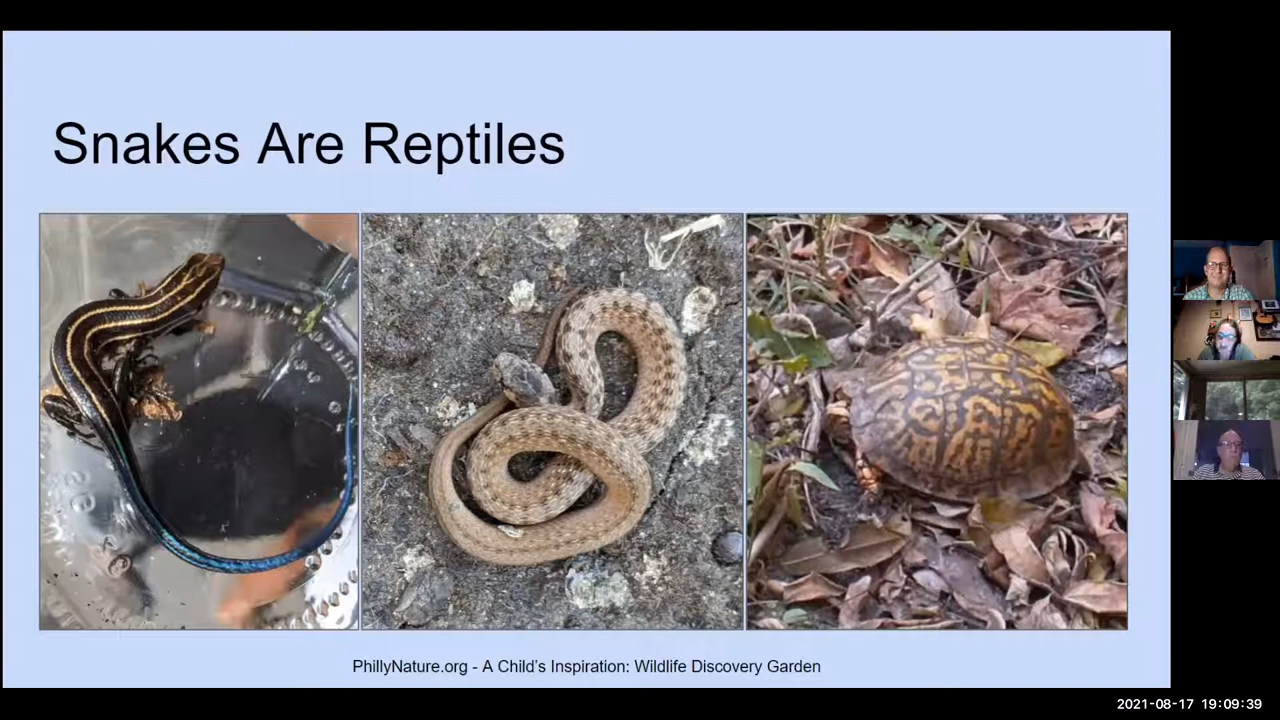 Snakes Are Reptiles
PhillyNature.org - A Child's Inspiration: Wildlife Discovery Garden
2021-08-17 19:09:39